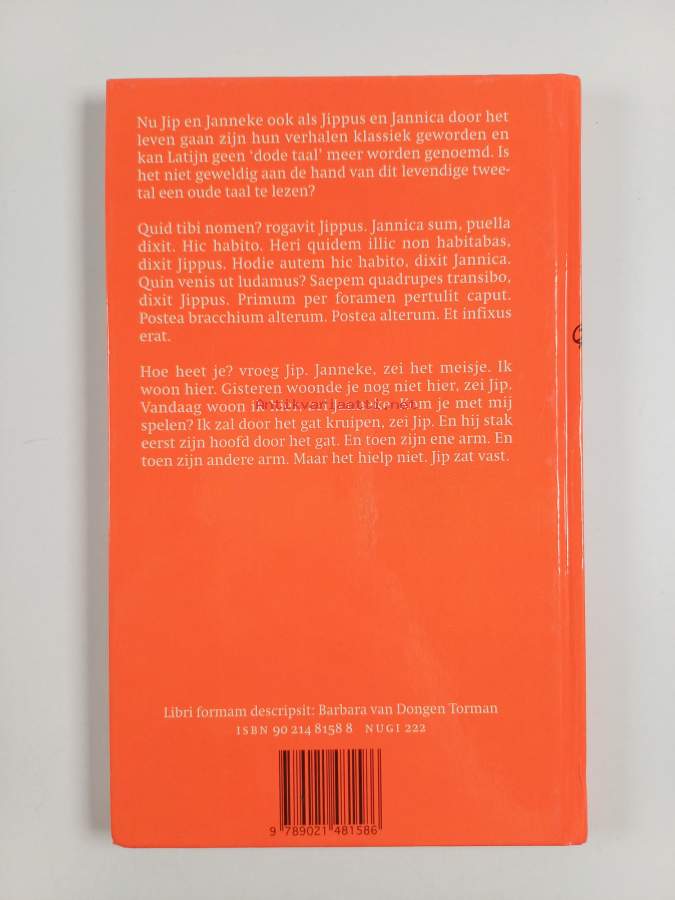 Nu Jip en Janneke ook als Jippus en Jannica door het
leven gaan zijn hun verhalen klassiek geworden en
kan Latijn geen ‘dode taal’ meer worden genoemd. Is
het niet geweldig aan de hand van dit levendige twee-
tal een oude taal te lezen?
Quid tibi nomen? rogavit Jippus. Jannica sum, puella
dixit. Hic habito. Heri quidem illic non habitabas,
dixit Jippus. Hodie autem hic habito, dixit Jannica.
Quin venis ut ludamus? Saepem quadrupes transibo,
dixit Jippus. Primum per foramen pertulit caput.
Postea bracchium alterum. Postea alterum. Et infixus
erat.
Hoe heet je? vroeg Jip. Janneke, zei het meisje. Ik
woon hier. Gisteren woonde je nog niet hier, zei Jip.
Vandaag woon ik hier, zei Janneke. Kom je met mij
spelen? Ik zal door het gat kruipen, zei Jip. En hij stak
eerst zijn hoofd door het gat. En toen zijn ene arm. En
toen zijn andere arm. Maar het hielp niet. Jip zat vast.
Libri formam descripsit: Barbara van Dongen Torman
ISBN 90 214 8158 8 NUGI 222
9 789021 481586